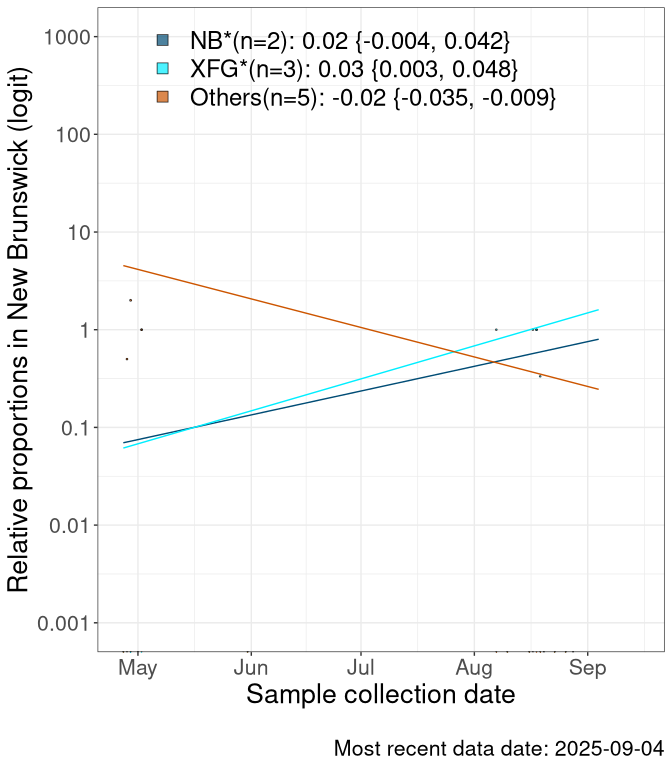 NB*(n=2): 0.02 {-0.004, 0.042}
XFG*(n=3): 0.03 {0.003, 0.048}
Others(n=5): -0.02 {-0.035, -0.009}
Relative proportions in New Brunswick (logit)
1000
100
10
1
0.1
0.01
0.001
May Jun Jul Aug Sep
Sample collection date
Most recent data date: 2025-09-04